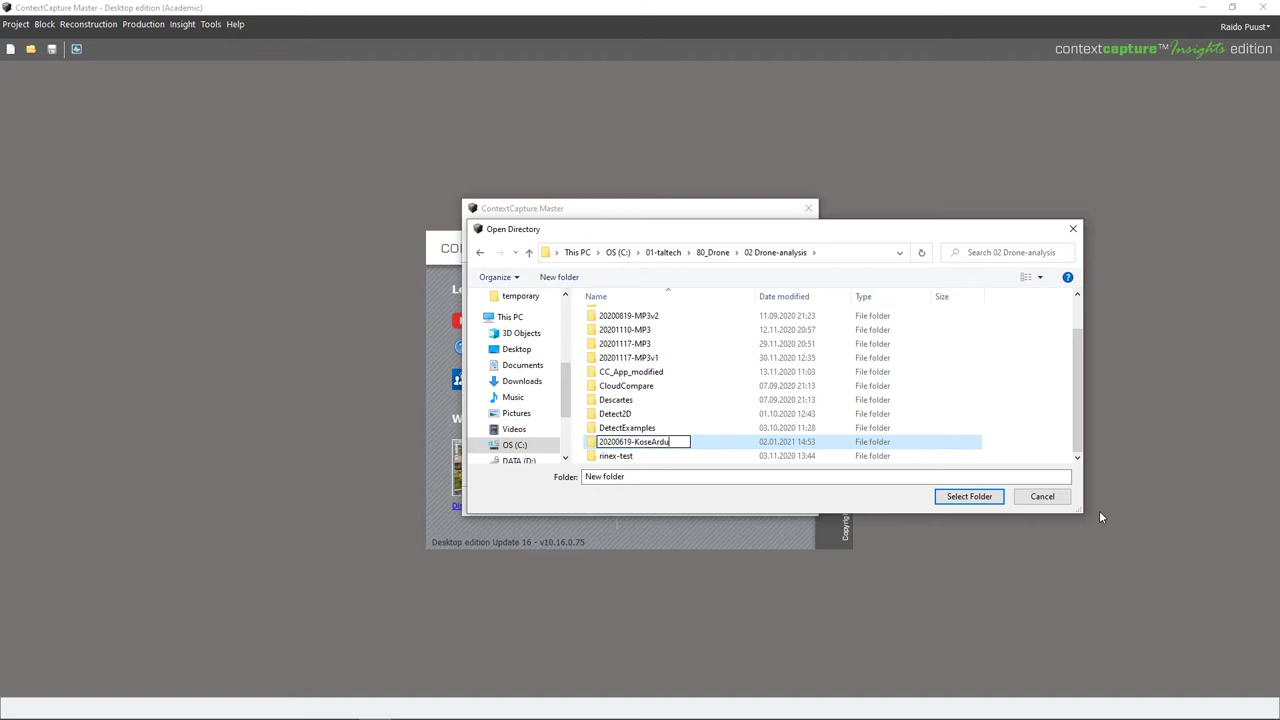 ContextCapture Master - Desktop edition (Academic)
Project Block Reconstruction Production Insight Tools Help
Raido Puust
contextcapture™ Insights edition
ContextCapture Master
Open Directory
This PC > OS (C:) > 01-taltech > 80_Drone > 02 Drone-analysis >
Search 02 Drone-analysis
Organize
New folder
Name Date modified Type Size
temporary
This PC
3D Objects
Desktop
Documents
Downloads
Music
Pictures
Videos
OS (C:)
DATA (D:)
20200819-MP3v2 11.09.2020 21:23 File folder
20201110-MP3 12.11.2020 20:57 File folder
20201117-MP3 29.11.2020 20:51 File folder
20201117-MP3v1 30.11.2020 12:35 File folder
CC_App_modified 13.11.2020 11:03 File folder
CloudCompare 07.09.2020 21:13 File folder
Descartes 07.09.2020 21:13 File folder
Detect2D 01.10.2020 12:43 File folder
DetectExamples 03.10.2020 11:28 File folder
20200619-KoseArdu 02.01.2021 14:53 File folder
rinex-test 03.11.2020 13:44 File folder
Folder: New folder
Select Folder
Cancel
Desktop edition Update 16 - v10.16.0.75